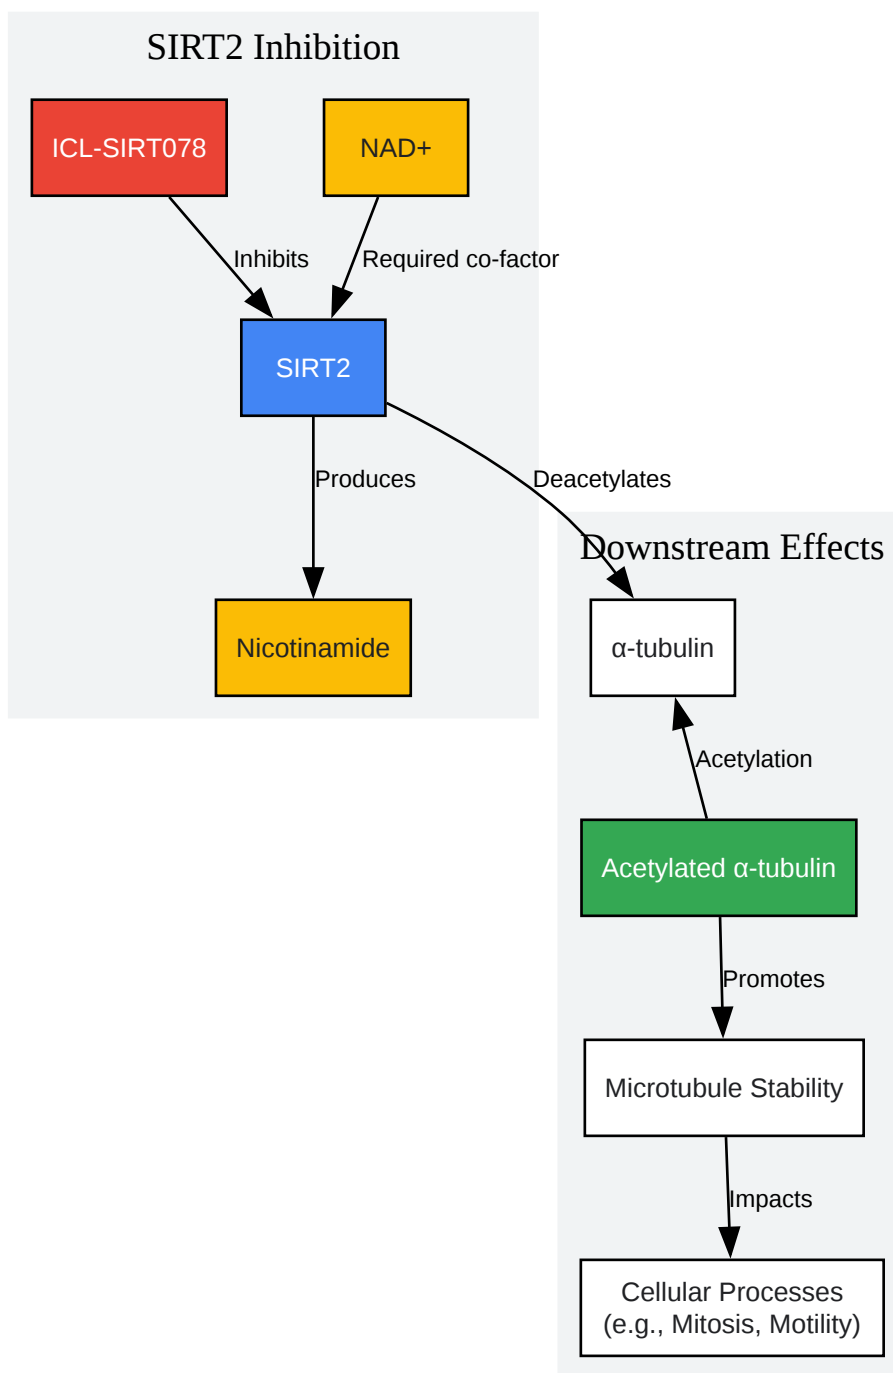 SIRT2 Inhibition
ICL-SIRT078
NAD+
Inhibits
Required co-factor
SIRT2
Produces
Deacetylates
Downstream Effects
Nicotinamide
α-tubulin
Acetylation
Acetylated α-tubulin
Promotes
Microtubule Stability
Impacts
Cellular Processes
(e.g., Mitosis, Motility)